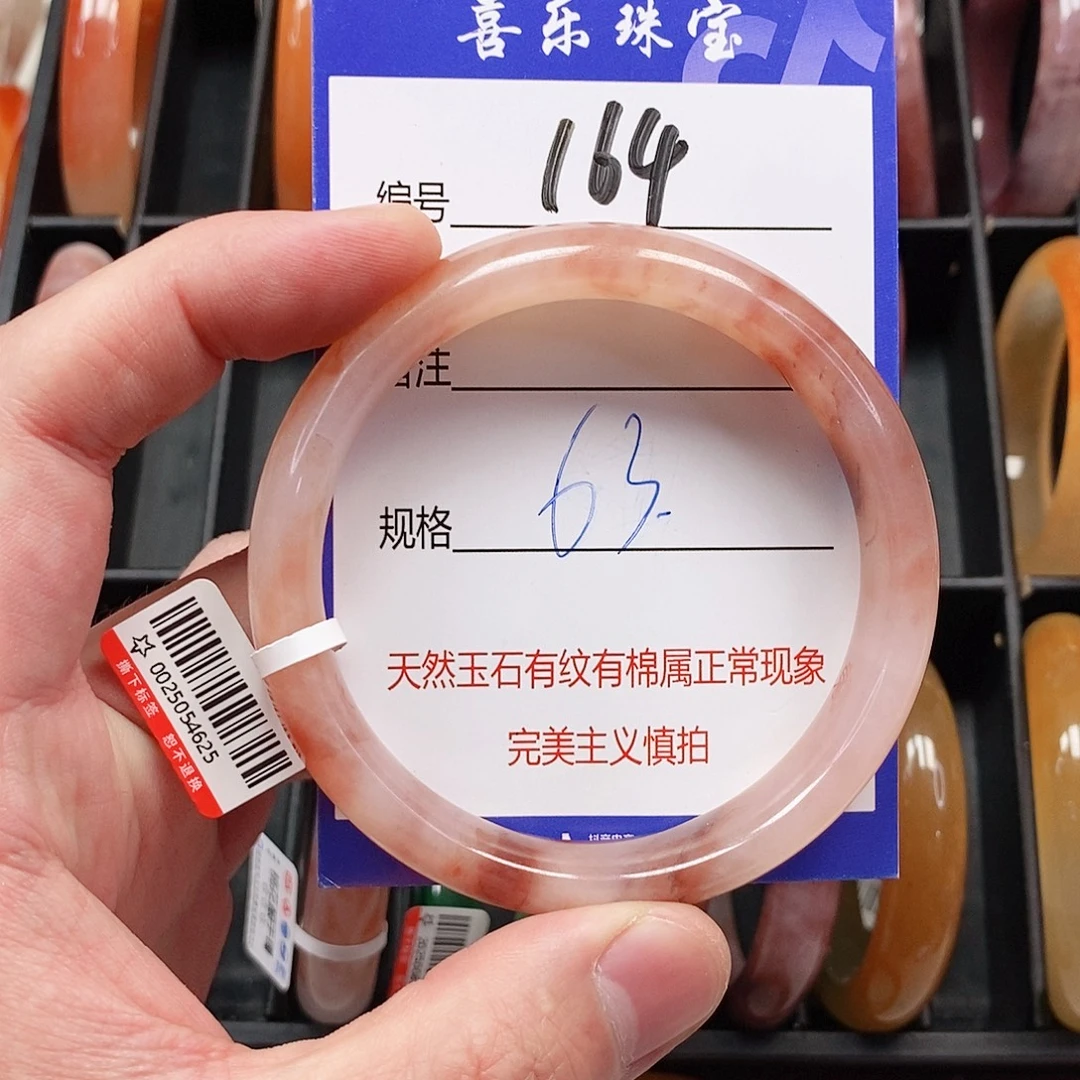 喜乐珠宝
编号 164
备注
规格 63.
天然玉石有纹有棉属正常现象
完美主义慎拍
0025054625
撕下标签 恕不退换